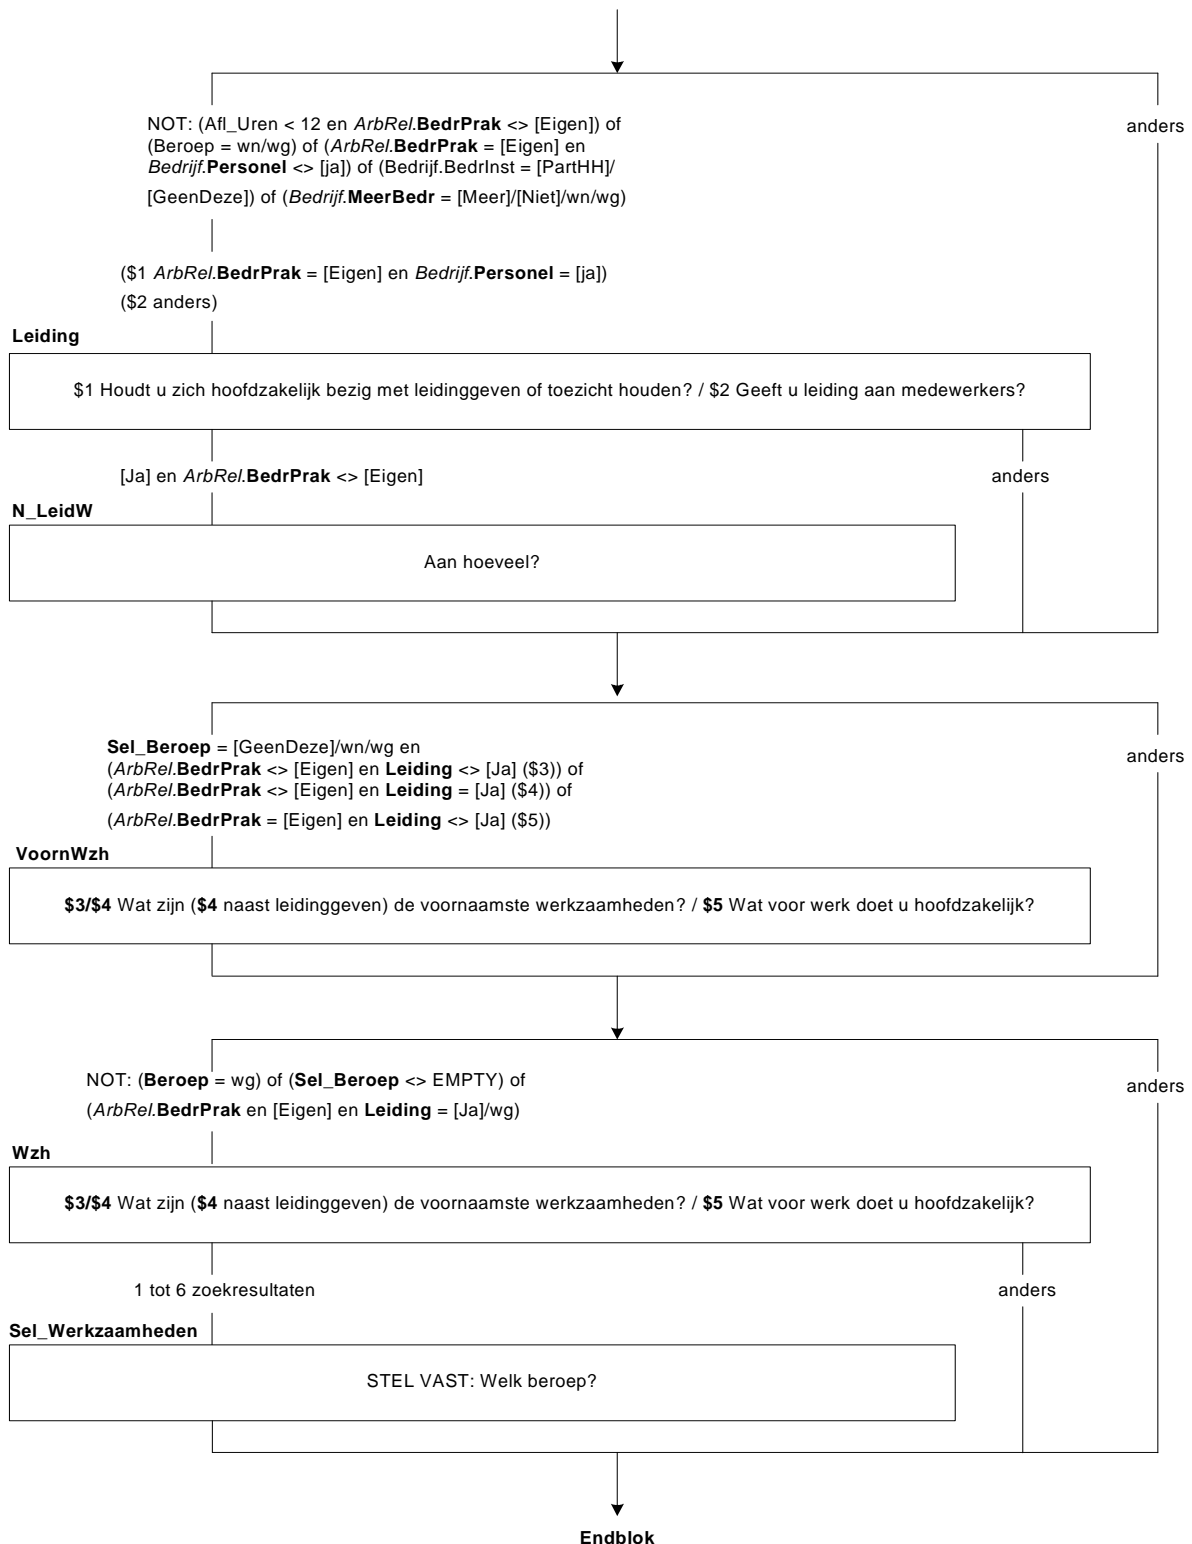 NOT: (Afl_Uren < 12 en ArbRel.BedrPrak <> [Eigen]) of
anders
(Beroep = wn/wg) of (ArbRel.BedrPrak = [Eigen] en
Bedrijf.Personel <> [ja]) of (Bedrijf.BedrInst = [PartHH]/
[GeenDeze]) of (Bedrijf.MeerBedr = [Meer]/[Niet]/wn/wg)
($1 ArbRel.BedrPrak = [Eigen] en Bedrijf.Personel = [ja])
($2 anders)
Leiding
$1 Houdt u zich hoofdzakelijk bezig met leidinggeven of toezicht houden? / $2 Geeft u leiding aan medewerkers?
[Ja] en ArbRel.BedrPrak <> [Eigen]
anders
N_LeidW
Aan hoeveel?
Sel_Beroep = [GeenDeze]/wn/wg en
anders
(ArbRel.BedrPrak <> [Eigen] en Leiding <> [Ja] ($3)) of
(ArbRel.BedrPrak <> [Eigen] en Leiding = [Ja] ($4)) of
(ArbRel.BedrPrak = [Eigen] en Leiding <> [Ja] ($5))
VoornWzh
$3/$4 Wat zijn ($4 naast leidinggeven) de voornaamste werkzaamheden? / $5 Wat voor werk doet u hoofdzakelijk?
NOT: (Beroep = wg) of (Sel_Beroep <> EMPTY) of
anders
(ArbRel.BedrPrak en [Eigen] en Leiding = [Ja]/wg)
Wzh
$3/$4 Wat zijn ($4 naast leidinggeven) de voornaamste werkzaamheden? / $5 Wat voor werk doet u hoofdzakelijk?
1 tot 6 zoekresultaten
anders
Sel_Werkzaamheden
STEL VAST: Welk beroep?
Endblok